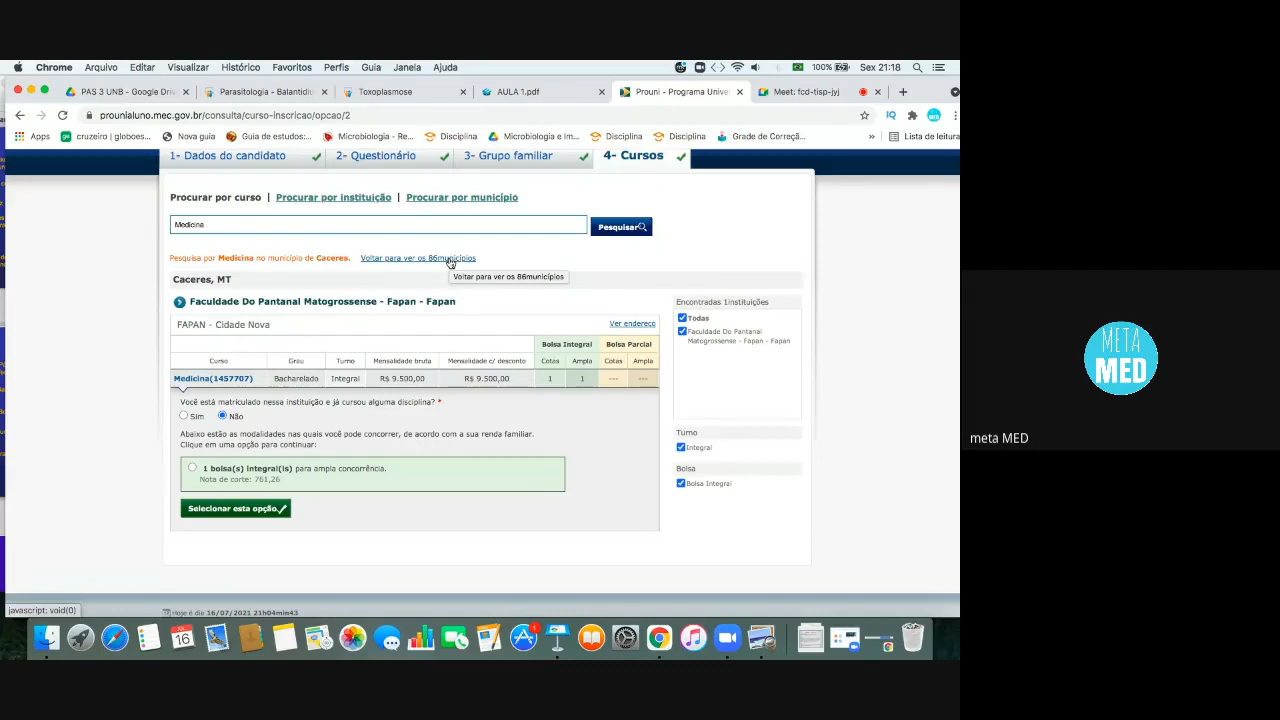 Chrome Arquivo Editar Visualizar Histórico Favoritos Perfis Guia Janela Ajuda 100% Sex 21:18
PAS 3 UNB - Google Driv × Parasitologia - Balantidiu × Toxoplasmose × AULA 1.pdf × Prouni - Programa Unive × Meet: fcd-tisp-jyj × +
prounialuno.mec.gov.br/consulta/curso-inscricao/opcao/2
Apps cruzeiro | globoes... Nova guia Guia de estudo:... Microbiologia - Re... Disciplina Microbiologia e Im... Disciplina Disciplina Grade de Correçã... » Lista de leitura
1- Dados do candidato 2- Questionário 3- Grupo familiar 4- Cursos
Procurar por curso | Procurar por instituição | Procurar por município
Medicina Pesquisar
Pesquisa por Medicina no município de Caceres. Voltar para ver os 86municípios
Voltar para ver os 86municípios
Caceres, MT
Faculdade Do Pantanal Matogrossense - Fapan - Fapan
FAPAN - Cidade Nova Ver endereço
Bolsa Integral Bolsa Parcial
Curso Grau Turno Mensalidade bruta Mensalidade c/ desconto Cotas Ampla Cotas Ampla
Medicina(1457707) Bacharelado Integral R$ 9.500,00 R$ 9.500,00 1 1 --- ---
Você está matriculado nessa instituição e já cursou alguma disciplina? *
Sim Não
Abaixo estão as modalidades nas quais você pode concorrer, de acordo com a sua renda familiar.
Clique em uma opção para continuar:
1 bolsa(s) integral(is) para ampla concorrência.
Nota de corte: 761,26
Selecionar esta opção
Encontradas 1instituições
Todas
Faculdade Do Pantanal
Matogrossense - Fapan - Fapan
Turno
Integral
Bolsa
Bolsa Integral
javascript: void(0)
Hoje é dia 16/07/2021 21h04min43
JUL
16
1
META
MED
meta MED